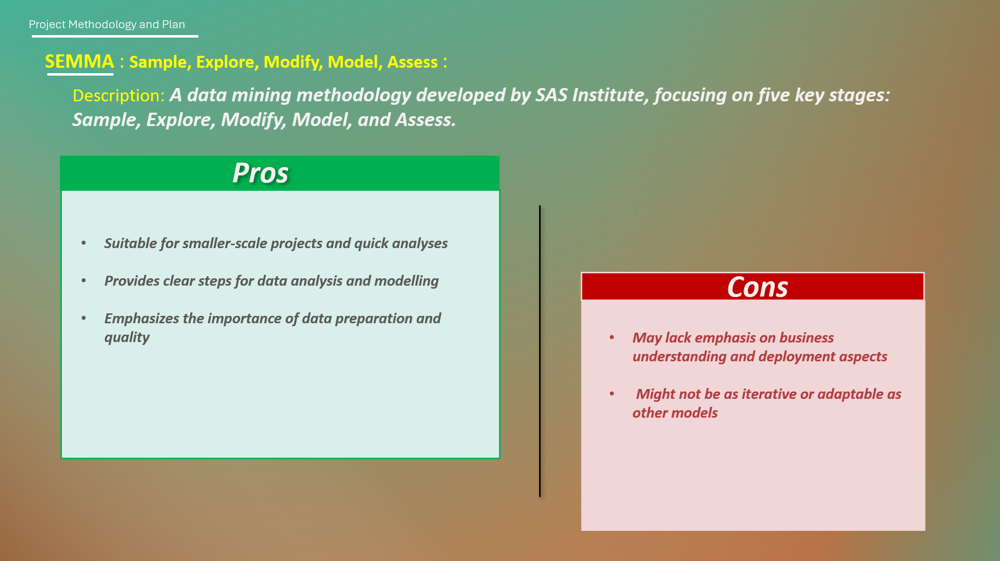 Project Methodology and Plan
SEMMA : Sample, Explore, Modify, Model, Assess :
Description: A data mining methodology developed by SAS Institute, focusing on five key stages:
Sample, Explore, Modify, Model, and Assess.
Pros
• Suitable for smaller-scale projects and quick analyses
• Provides clear steps for data analysis and modelling
• Emphasizes the importance of data preparation and
quality
Cons
• May lack emphasis on business
understanding and deployment aspects
• Might not be as iterative or adaptable as
other models